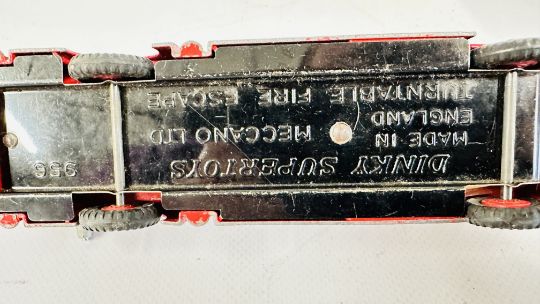 DINKY SUPERTOYS
956
MADE IN
ENGLAND
MECCANO LTD
TURNTABLE FIRE ESCAPE